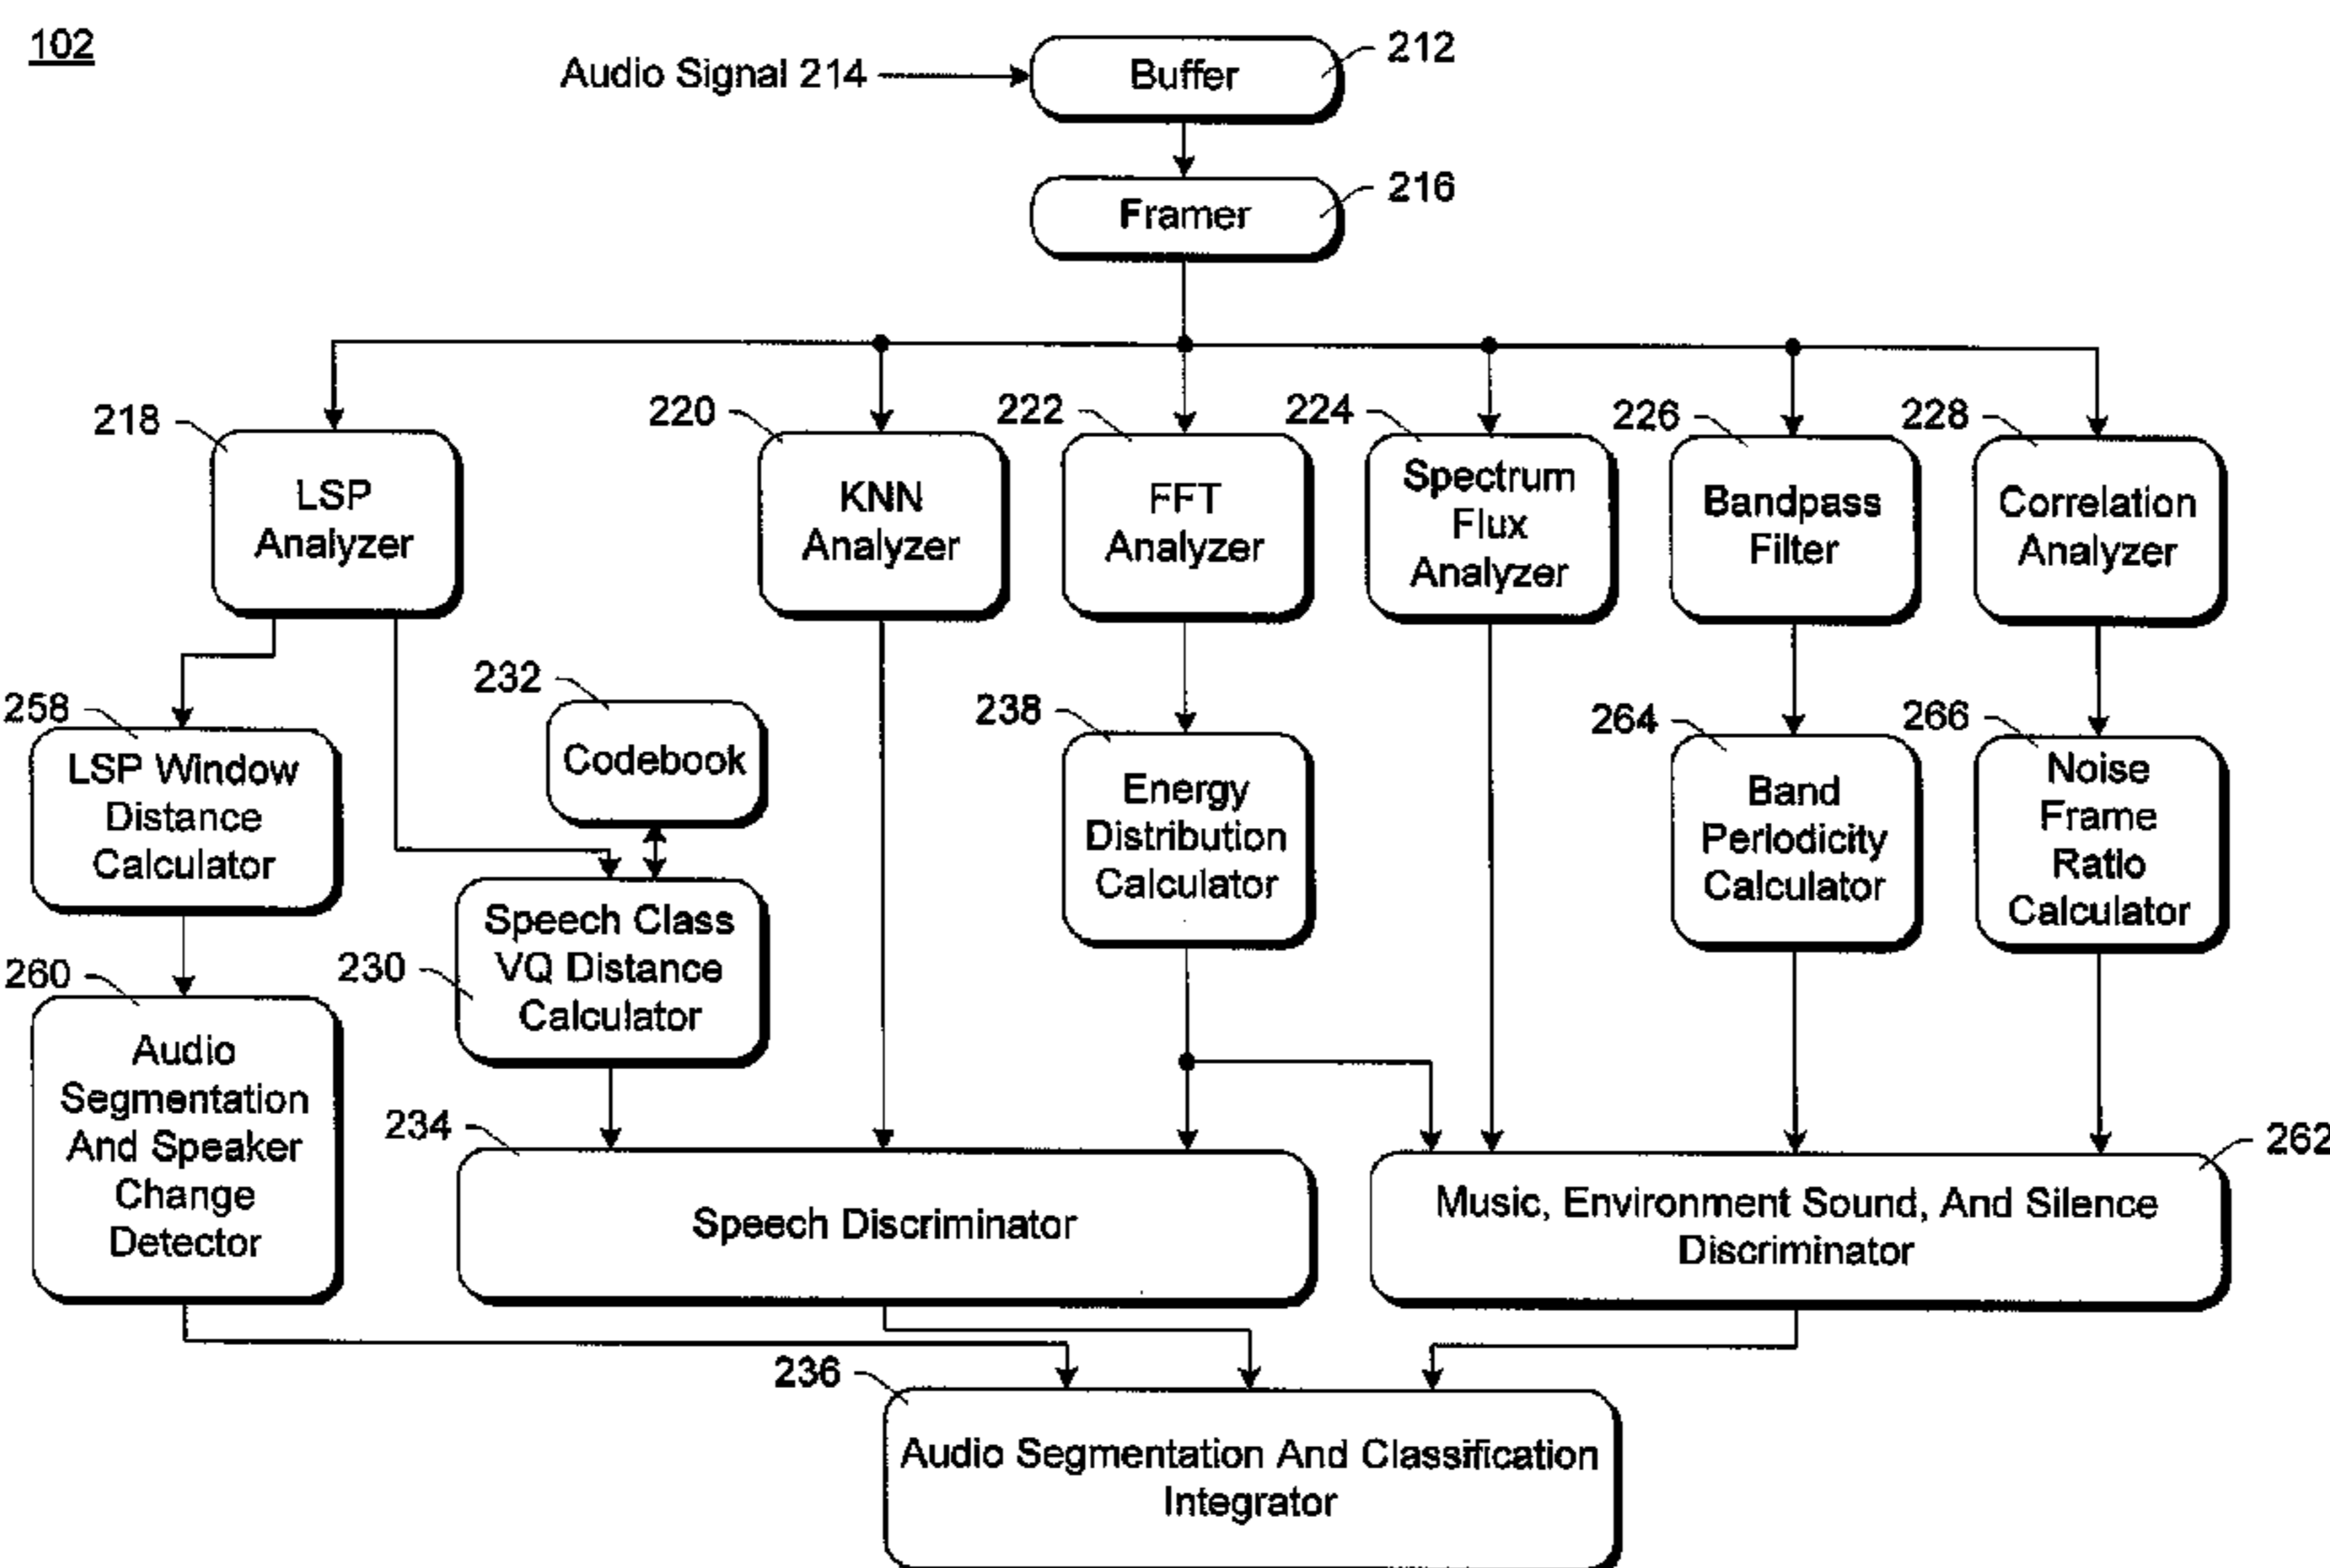 102
Audio Signal 214
Buffer
212
Framer
216
218
220
222
224
226
228
LSP
Analyzer
KNN
Analyzer
FFT
Analyzer
Spectrum
Flux
Analyzer
Bandpass
Filter
Correlation
Analyzer
258
LSP Window
Distance
Calculator
232
Codebook
238
Energy
Distribution
Calculator
264
Band
Periodicity
Calculator
266
Noise
Frame
Ratio
Calculator
230
Speech Class
VQ Distance
Calculator
260
Audio
Segmentation
And Speaker
Change
Detector
234
Speech Discriminator
262
Music, Environment Sound, And Silence
Discriminator
236
Audio Segmentation And Classification
Integrator